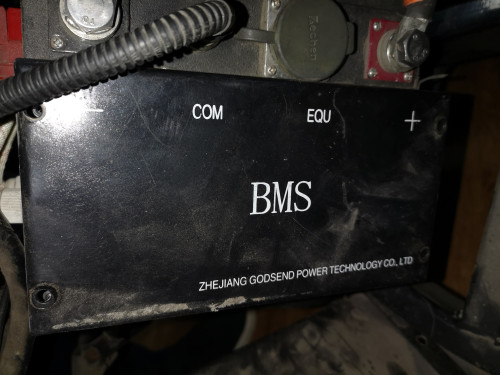 − COM EQU +
BMS
ZHEJIANG GODSEND POWER TECHNOLOGY CO., LTD